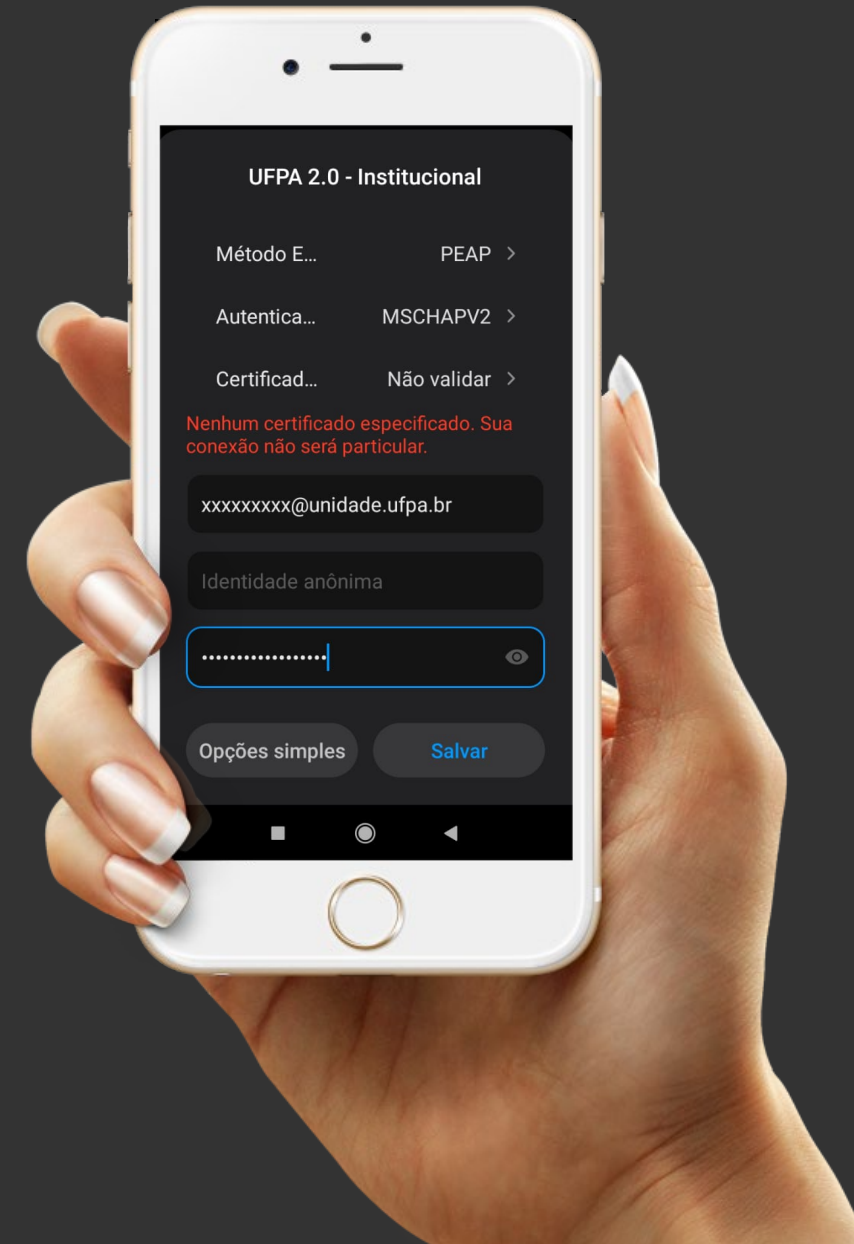 UFPA 2.0 - Institucional
Método E... PEAP
Autentica... MSCHAPV2
Certificad... Não validar
Nenhum certificado especificado. Sua
conexão não será particular.
xxxxxxxxx@unidade.ufpa.br
Identidade anônima
••••••••••••••••••
Opções simples Salvar